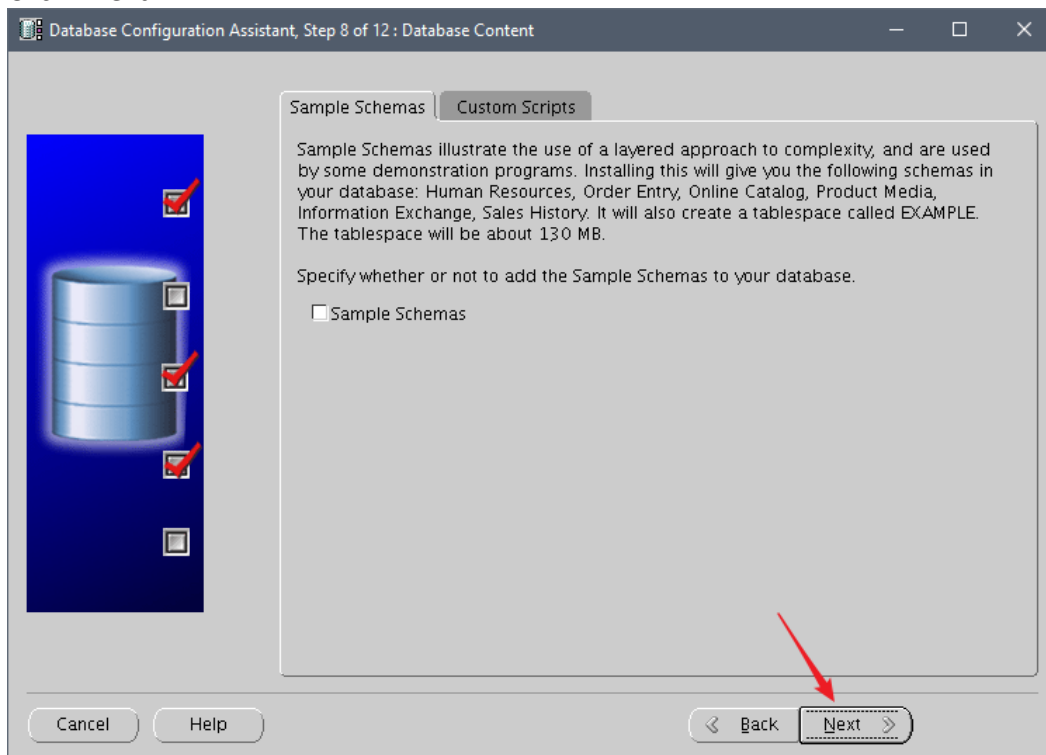 Database Configuration Assistant, Step 8 of 12 : Database Content
Sample Schemas
Custom Scripts
Sample Schemas illustrate the use of a layered approach to complexity, and are used
by some demonstration programs. Installing this will give you the following schemas in
your database: Human Resources, Order Entry, Online Catalog, Product Media,
Information Exchange, Sales History. It will also create a tablespace called EXAMPLE.
The tablespace will be about 130 MB.
Specify whether or not to add the Sample Schemas to your database.
Sample Schemas
Cancel
Help
Back
Next